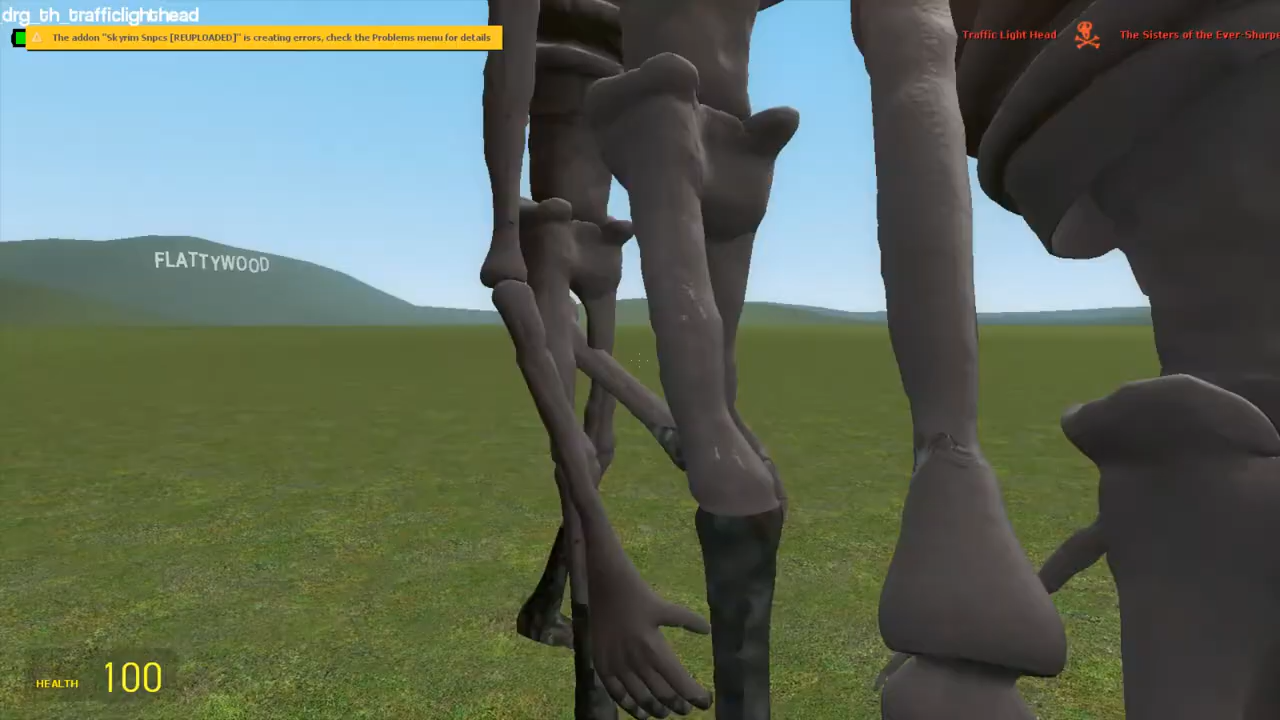 drg_th_trafficlighthead
The addon "Skyrim Snpcs [REUPLOADED]" is creating errors, check the Problems menu for details
Traffic Light Head The Sisters of the Ever-Sharpe
FLATTYWOOD
HEALTH 100